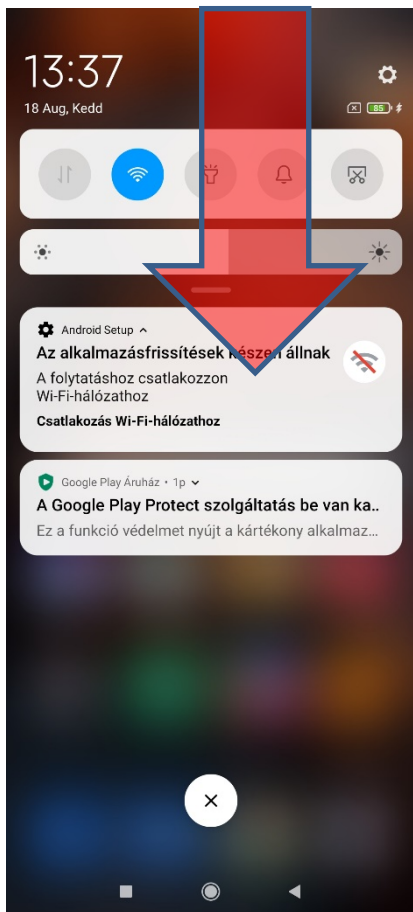 13:37
18 Aug, Kedd
85
Android Setup
Az alkalmazásfrissítések készen állnak
A folytatáshoz csatlakozzon
Wi-Fi-hálózathoz
Csatlakozás Wi-Fi-hálózathoz
Google Play Áruház • 1p
A Google Play Protect szolgáltatás be van ka..
Ez a funkció védelmet nyújt a kártékony alkalmaz...